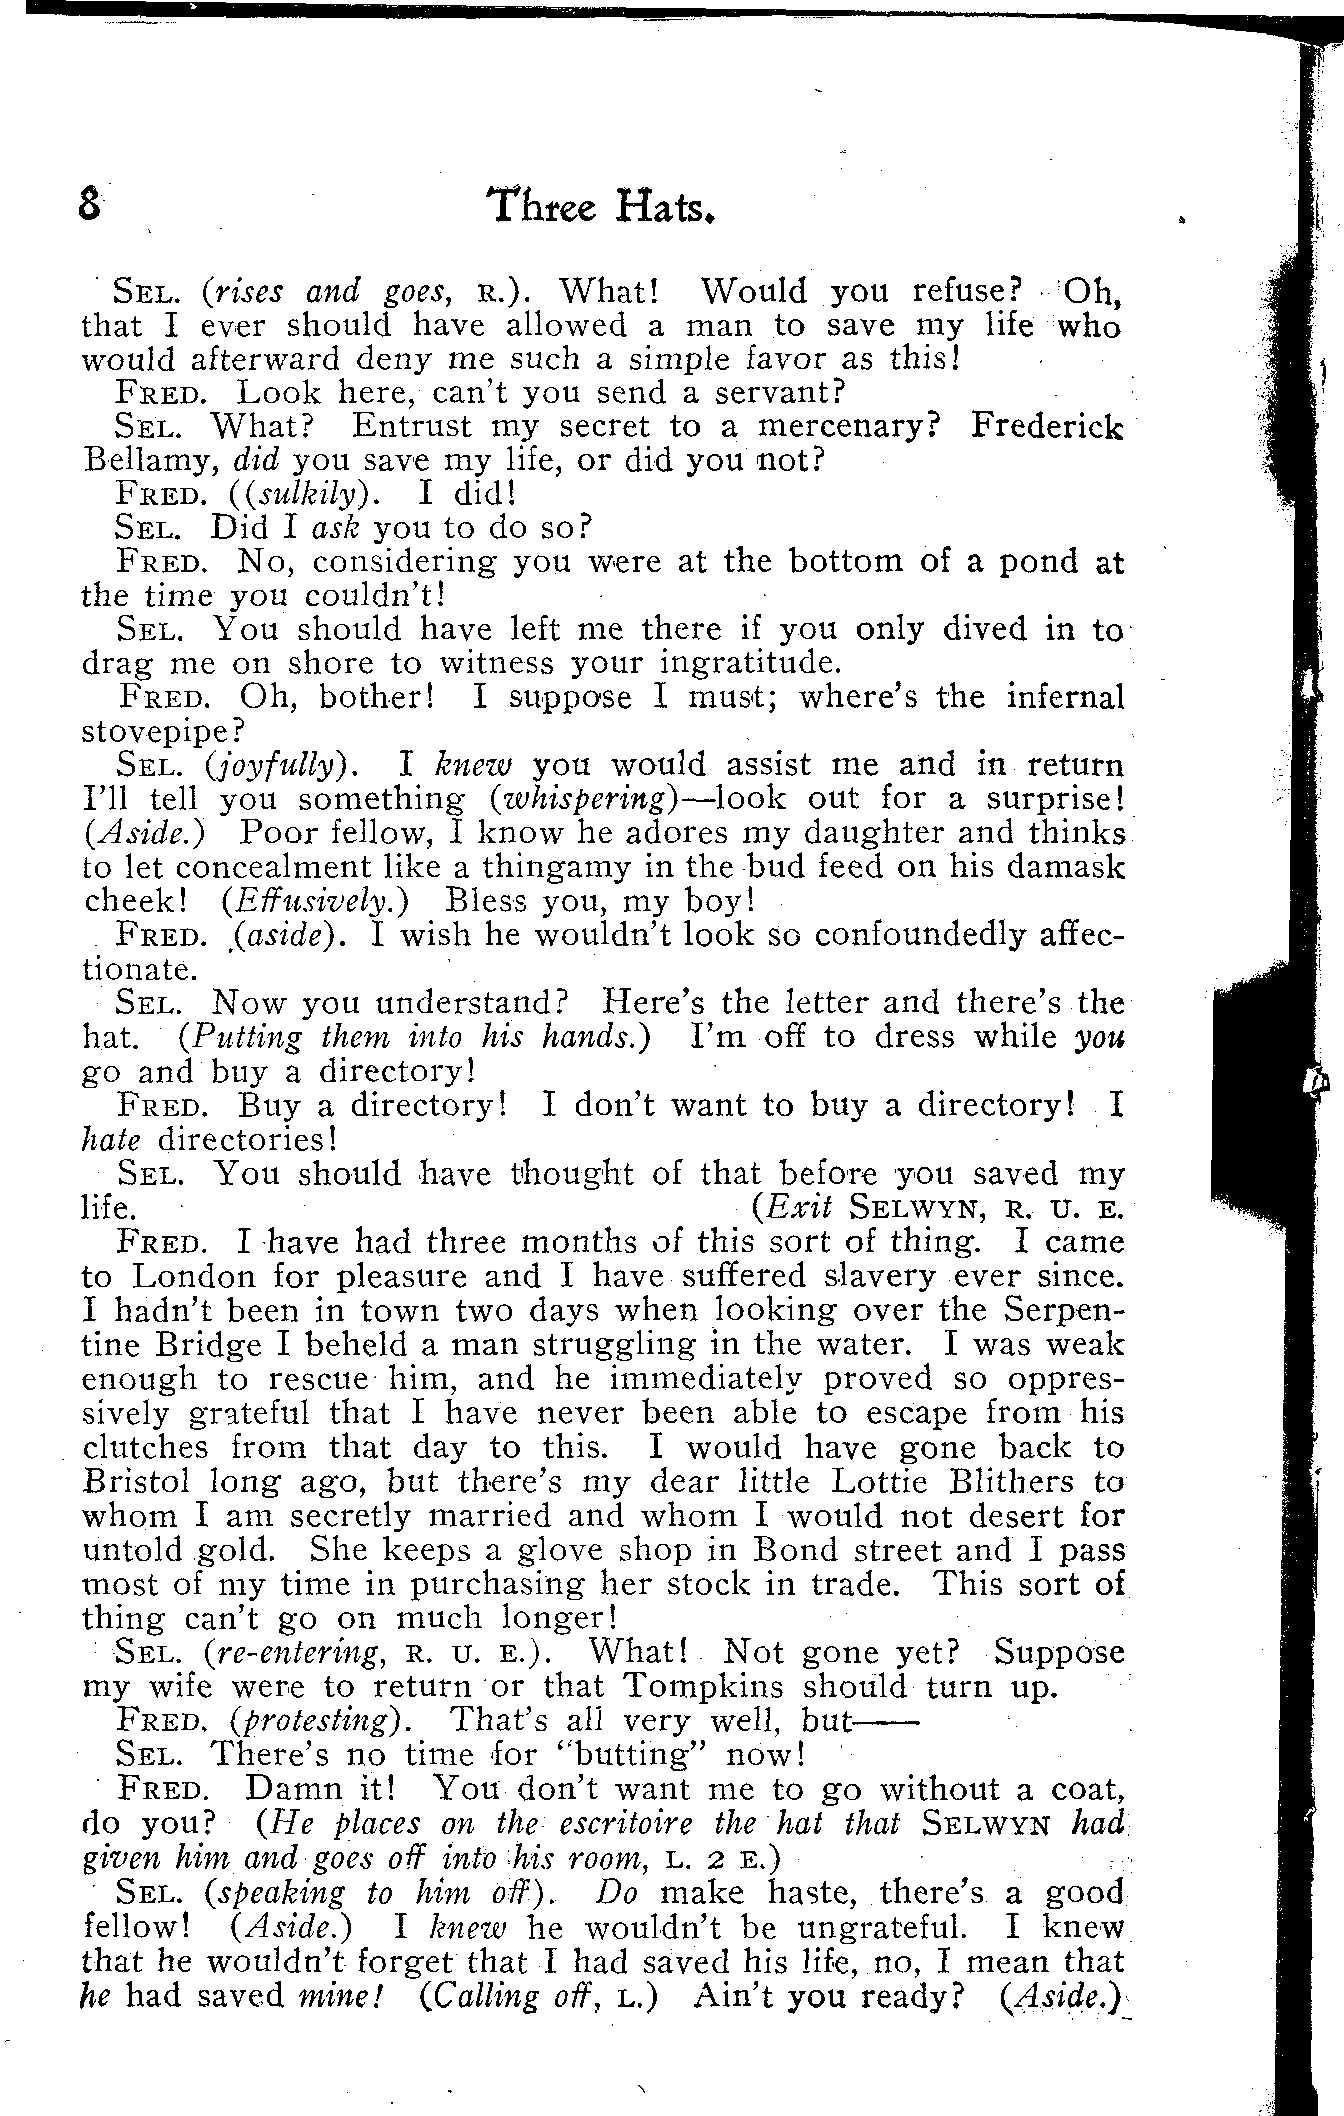 8 Three Hats.
SEL. (rises and goes, R.). What! Would you refuse? Oh,
that I ever should have allowed a man to save my life who
would afterward deny me such a simple favor as this!
FRED. Look here, can't you send a servant?
SEL. What? Entrust my secret to a mercenary? Frederick
Bellamy, did you save my life, or did you not?
FRED. ((sulkily). I did!
SEL. Did I ask you to do so?
FRED. No, considering you were at the bottom of a pond at
the time you couldn't!
SEL. You should have left me there if you only dived in to
drag me on shore to witness your ingratitude.
FRED. Oh, bother! I suppose I must; where's the infernal
stovepipe?
SEL. (joyfully). I knew you would assist me and in return
I'll tell you something (whispering)—look out for a surprise!
(Aside.) Poor fellow, I know he adores my daughter and thinks
to let concealment like a thingamy in the bud feed on his damask
cheek! (Effusively.) Bless you, my boy!
FRED. (aside). I wish he wouldn't look so confoundedly affec-
tionate.
SEL. Now you understand? Here's the letter and there's the
hat. (Putting them into his hands.) I'm off to dress while you
go and buy a directory!
FRED. Buy a directory! I don't want to buy a directory! I
hate directories!
SEL. You should have thought of that before you saved my
life. (Exit SELWYN, R. U. E.
FRED. I have had three months of this sort of thing. I came
to London for pleasure and I have suffered slavery ever since.
I hadn't been in town two days when looking over the Serpen-
tine Bridge I beheld a man struggling in the water. I was weak
enough to rescue him, and he immediately proved so oppres-
sively grateful that I have never been able to escape from his
clutches from that day to this. I would have gone back to
Bristol long ago, but there's my dear little Lottie Blithers to
whom I am secretly married and whom I would not desert for
untold gold. She keeps a glove shop in Bond street and I pass
most of my time in purchasing her stock in trade. This sort of
thing can't go on much longer!
SEL. (re-entering, R. U. E.). What! Not gone yet? Suppose
my wife were to return or that Tompkins should turn up.
FRED. (protesting). That's all very well, but——
SEL. There's no time for "butting" now!
FRED. Damn it! You don't want me to go without a coat,
do you? (He places on the escritoire the hat that SELWYN had
given him and goes off into his room, L. 2 E.)
SEL. (speaking to him off). Do make haste, there's a good
fellow! (Aside.) I knew he wouldn't be ungrateful. I knew
that he wouldn't forget that I had saved his life, no, I mean that
he had saved mine! (Calling off, L.) Ain't you ready? (Aside.)